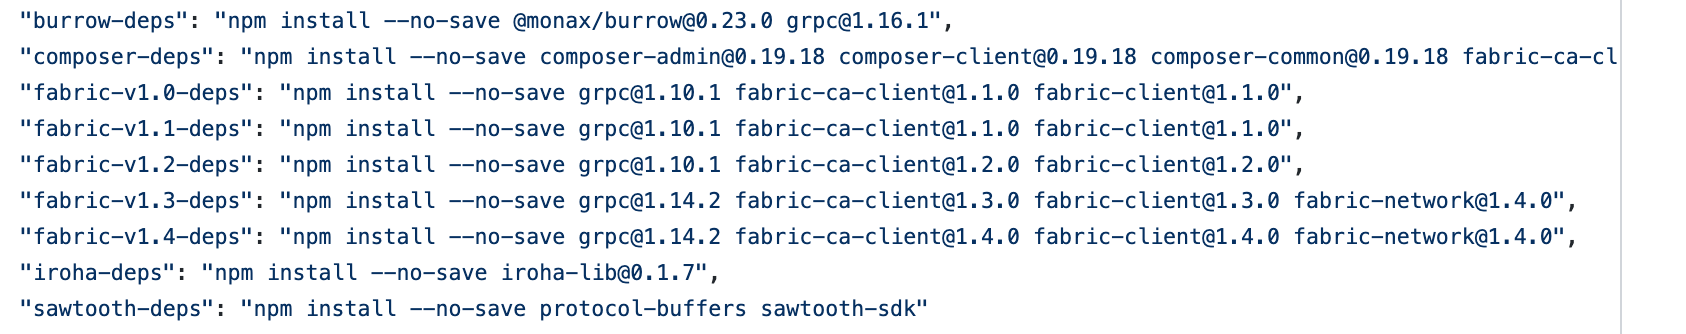 "burrow-deps": "npm install --no-save @monax/burrow@0.23.0 grpc@1.16.1",
"composer-deps": "npm install --no-save composer-admin@0.19.18 composer-client@0.19.18 composer-common@0.19.18 fabric-ca-cl
"fabric-v1.0-deps": "npm install --no-save grpc@1.10.1 fabric-ca-client@1.1.0 fabric-client@1.1.0",
"fabric-v1.1-deps": "npm install --no-save grpc@1.10.1 fabric-ca-client@1.1.0 fabric-client@1.1.0",
"fabric-v1.2-deps": "npm install --no-save grpc@1.10.1 fabric-ca-client@1.2.0 fabric-client@1.2.0",
"fabric-v1.3-deps": "npm install --no-save grpc@1.14.2 fabric-ca-client@1.3.0 fabric-client@1.3.0 fabric-network@1.4.0",
"fabric-v1.4-deps": "npm install --no-save grpc@1.14.2 fabric-ca-client@1.4.0 fabric-client@1.4.0 fabric-network@1.4.0",
"iroha-deps": "npm install --no-save iroha-lib@0.1.7",
"sawtooth-deps": "npm install --no-save protocol-buffers sawtooth-sdk"